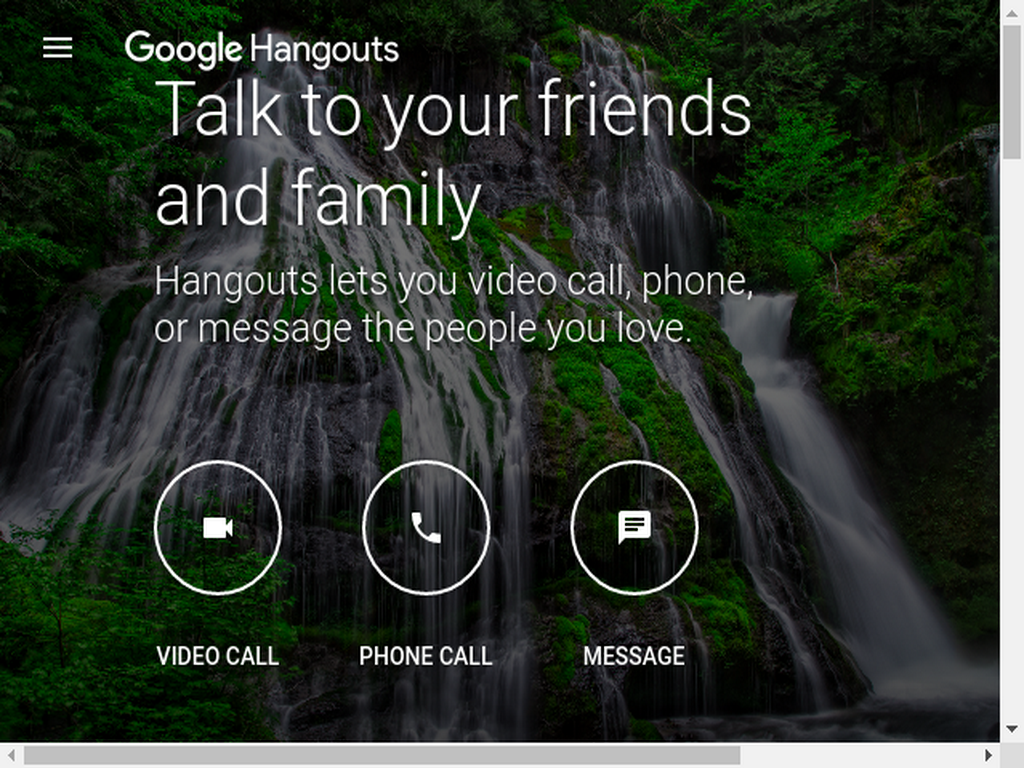 Google Hangouts
Talk to your friends
and family
Hangouts lets you video call, phone,
or message the people you love.
VIDEO CALL
PHONE CALL
MESSAGE